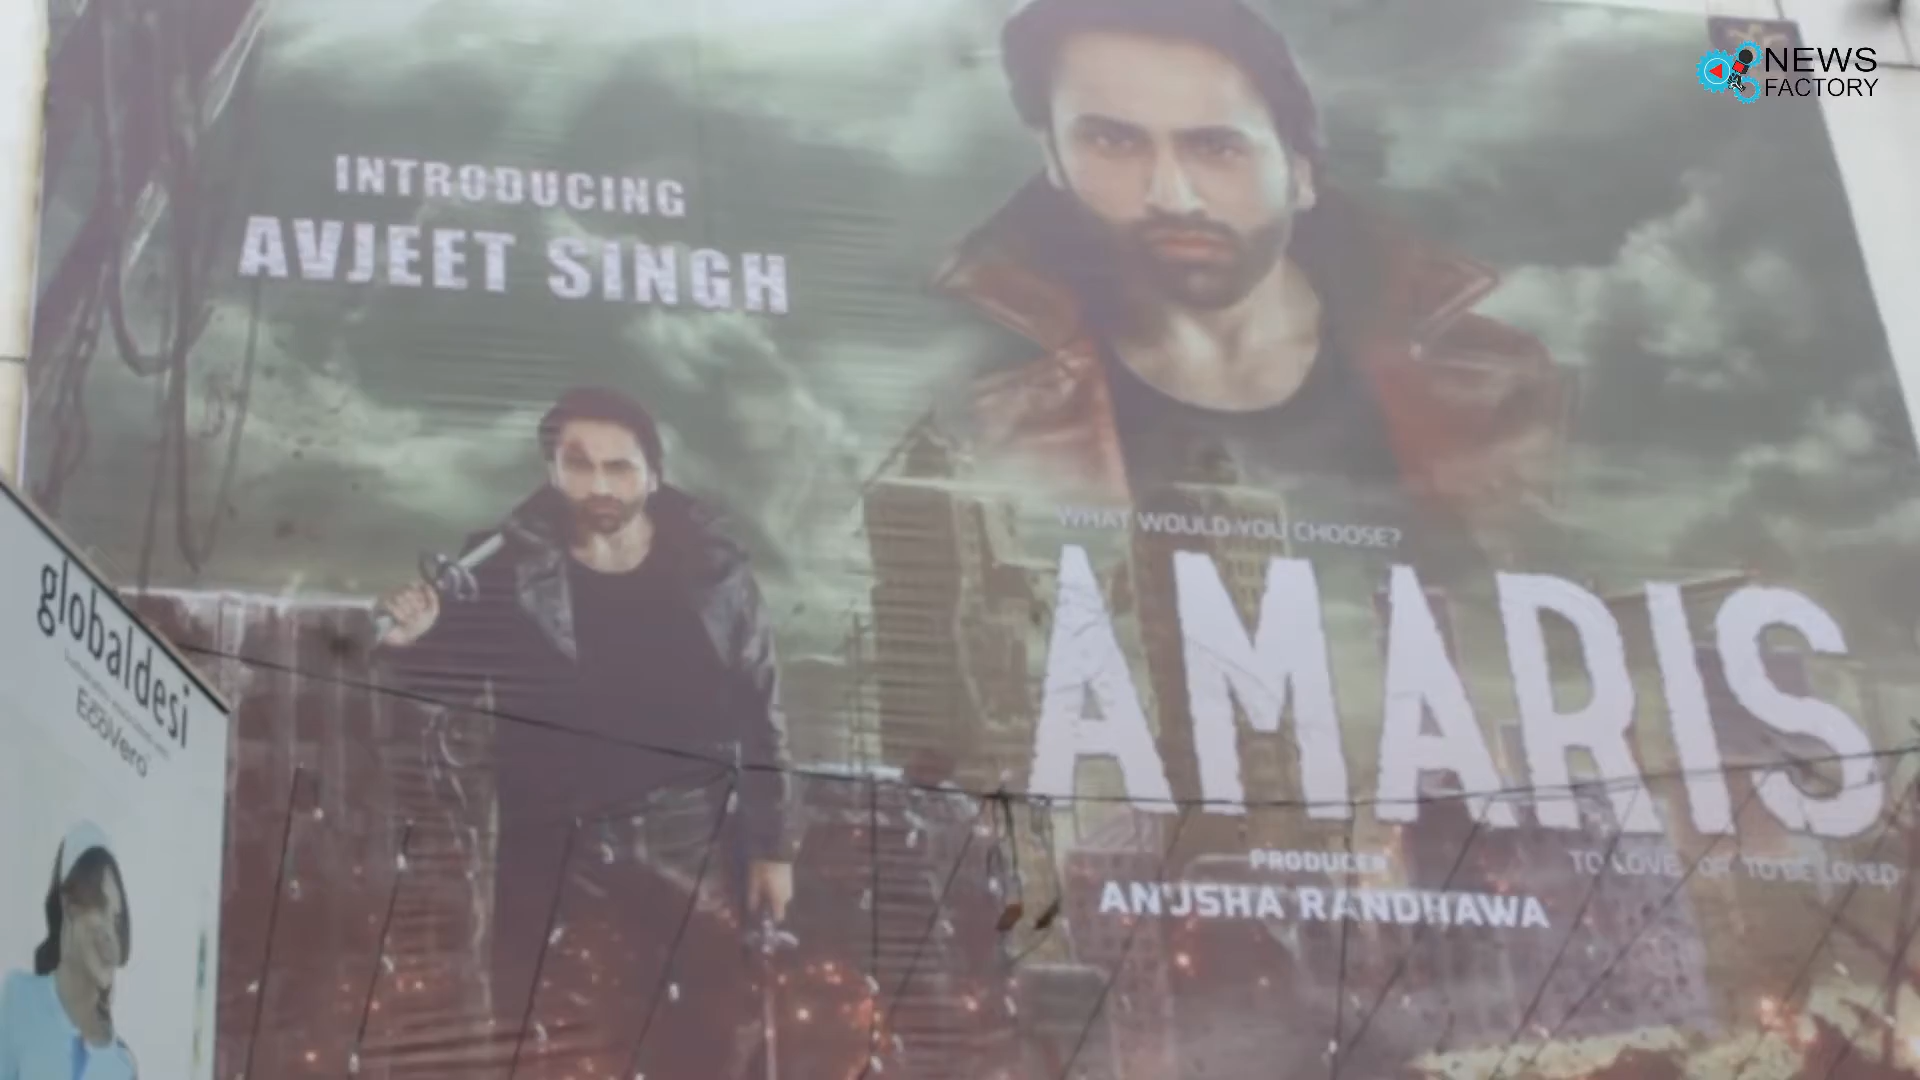 NEWS
FACTORY
INTRODUCING
AVJEET SINGH
WHAT WOULD YOU CHOOSE?
AMARIS
TO LOVE OR TO BE LOVED
PRODUCER
ANUSHA RANDHAWA
globaldesi
EcoVero